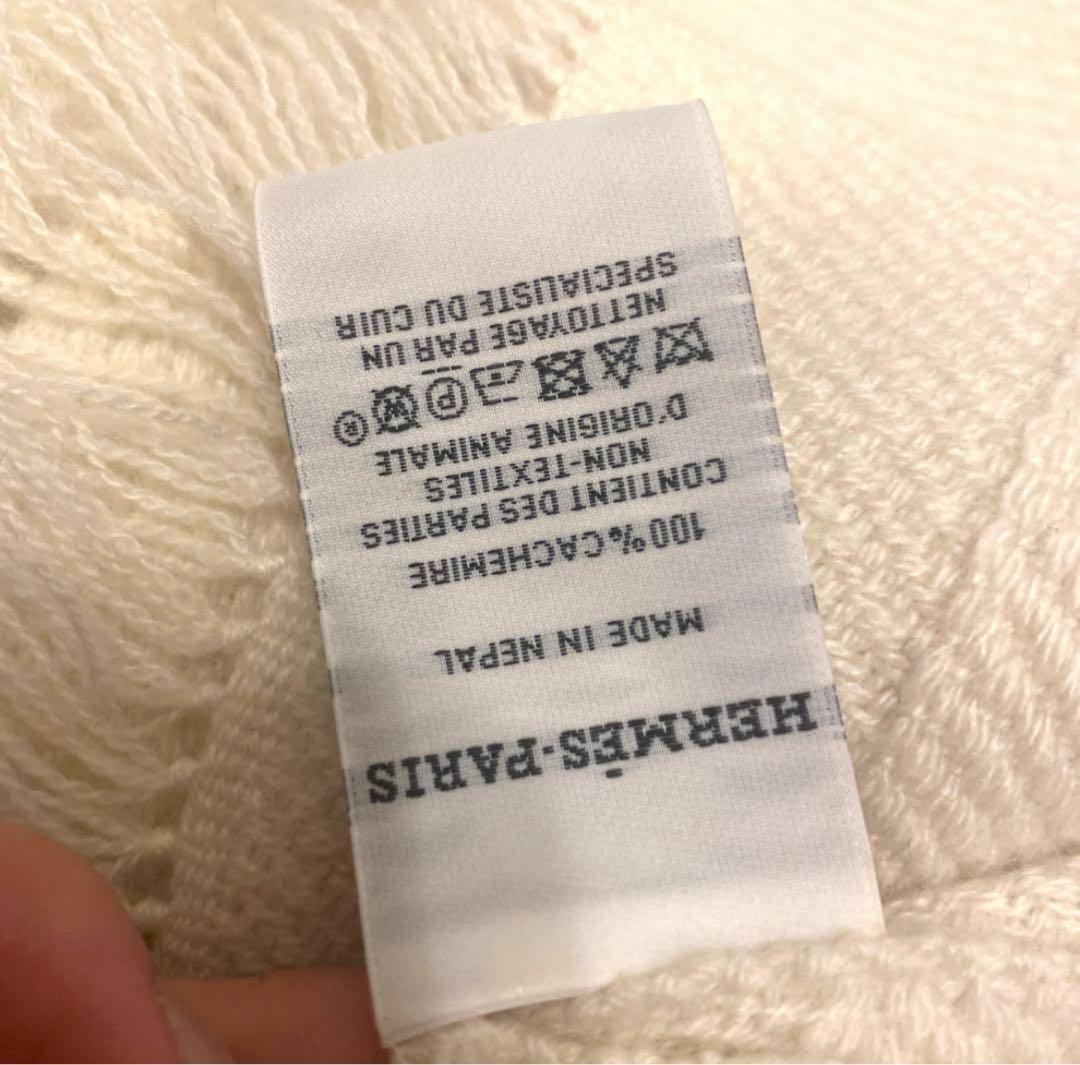 HERMÈS-PARIS
MADE IN NEPAL
100% CACHEMIRE
CONTIENT DES PARTIES
NON-TEXTILES
D'ORIGINE ANIMALE
P W
NETTOYAGE PAR UN
SPECIALISTE DU CUIR